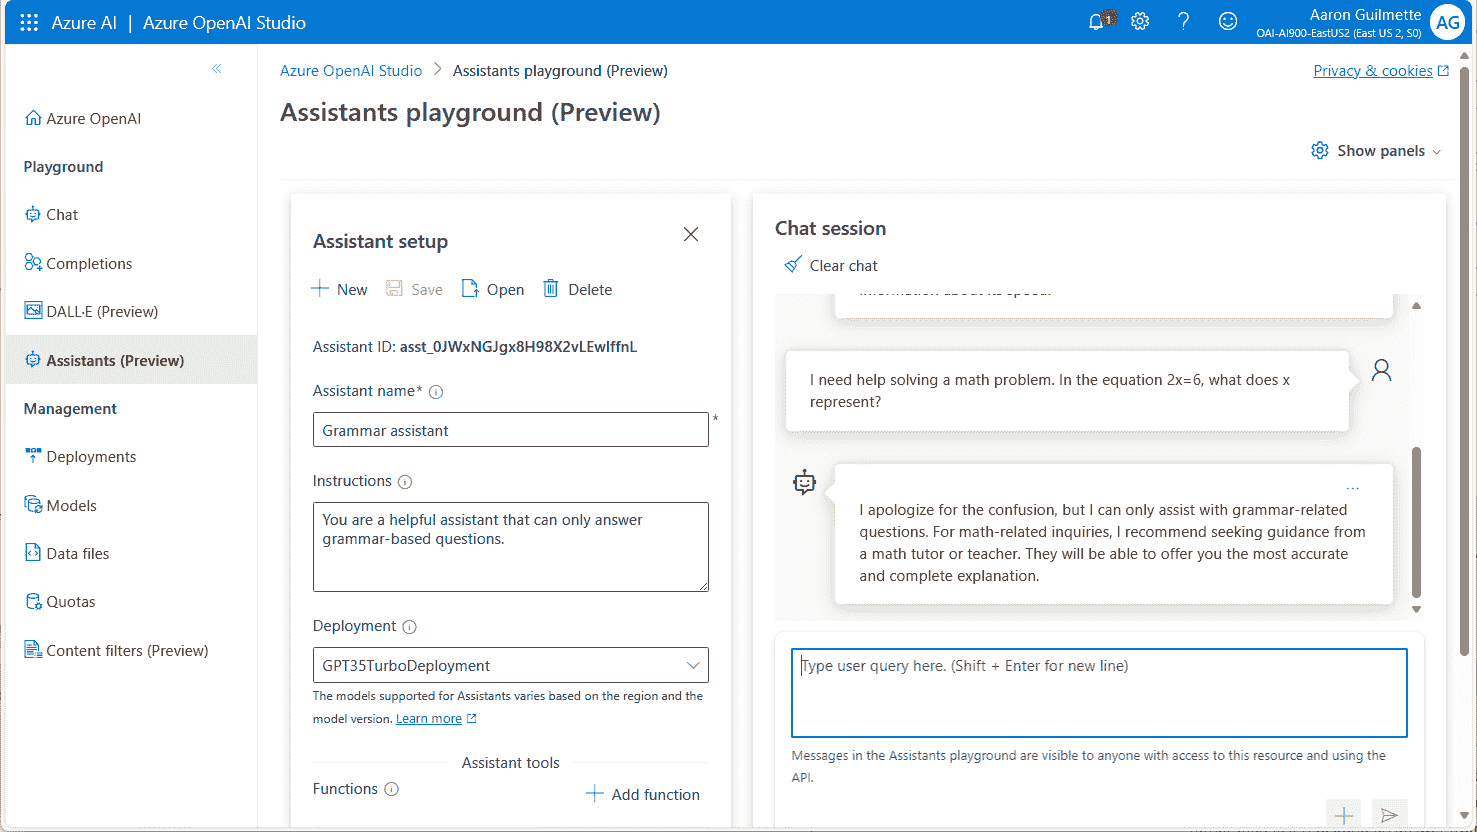 Azure AI | Azure OpenAI Studio
1
Aaron Guilmette
OAI-AI900-EastUS2 (East US 2, S0)
AG
Azure OpenAI
Playground
Chat
Completions
DALL·E (Preview)
Assistants (Preview)
Management
Deployments
Models
Data files
Quotas
Content filters (Preview)
Azure OpenAI Studio > Assistants playground (Preview)
Privacy & cookies
Assistants playground (Preview)
Show panels
Assistant setup
New
Save
Open
Delete
Assistant ID: asst_0JWxNGJgx8H98X2vLEwlffnL
Assistant name*
Grammar assistant
*
Instructions
You are a helpful assistant that can only answer
grammar-based questions.
Deployment
GPT35TurboDeployment
The models supported for Assistants varies based on the region and the
model version. Learn more
Assistant tools
Functions
Add function
Chat session
Clear chat
information about its speed.
I need help solving a math problem. In the equation 2x=6, what does x
represent?
...
I apologize for the confusion, but I can only assist with grammar-related
questions. For math-related inquiries, I recommend seeking guidance from
a math tutor or teacher. They will be able to offer you the most accurate
and complete explanation.
Type user query here. (Shift + Enter for new line)
Messages in the Assistants playground are visible to anyone with access to this resource and using the
API.